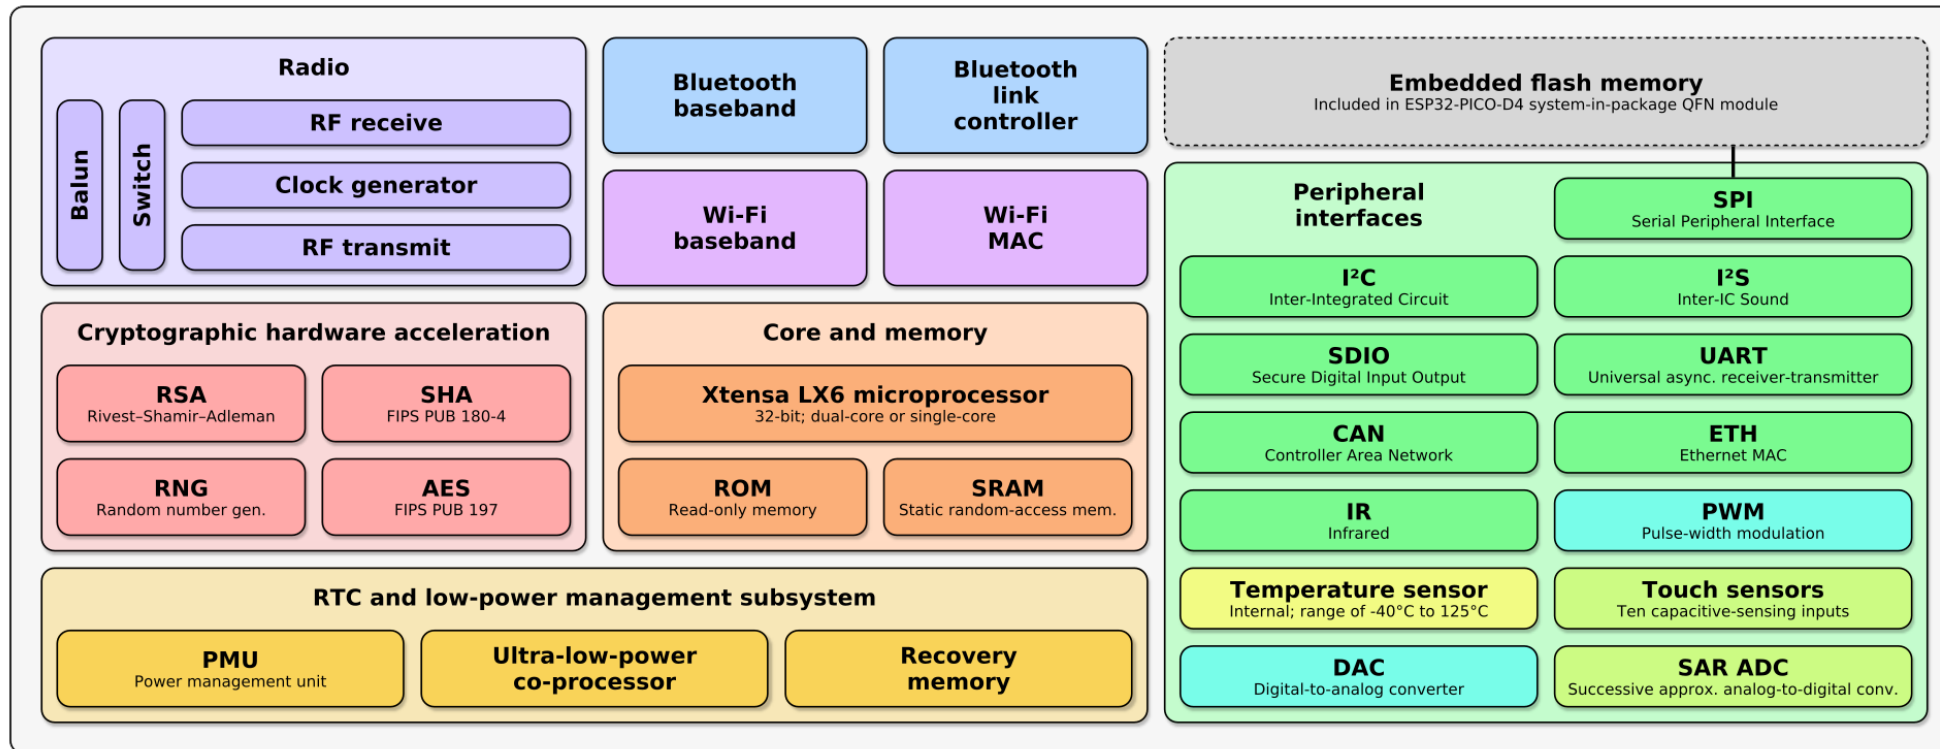 Radio
Balun
Switch
RF receive
Clock generator
RF transmit
Bluetooth
baseband
Bluetooth
link
controller
Wi-Fi
baseband
Wi-Fi
MAC
Embedded flash memory
Included in ESP32-PICO-D4 system-in-package QFN module
Cryptographic hardware acceleration
RSA
Rivest–Shamir–Adleman
SHA
FIPS PUB 180-4
RNG
Random number gen.
AES
FIPS PUB 197
Core and memory
Xtensa LX6 microprocessor
32-bit; dual-core or single-core
ROM
Read-only memory
SRAM
Static random-access mem.
RTC and low-power management subsystem
PMU
Power management unit
Ultra-low-power
co-processor
Recovery
memory
Peripheral
interfaces
SPI
Serial Peripheral Interface
I²C
Inter-Integrated Circuit
I²S
Inter-IC Sound
SDIO
Secure Digital Input Output
UART
Universal async. receiver-transmitter
CAN
Controller Area Network
ETH
Ethernet MAC
IR
Infrared
PWM
Pulse-width modulation
Temperature sensor
Internal; range of -40°C to 125°C
Touch sensors
Ten capacitive-sensing inputs
DAC
Digital-to-analog converter
SAR ADC
Successive approx. analog-to-digital conv.